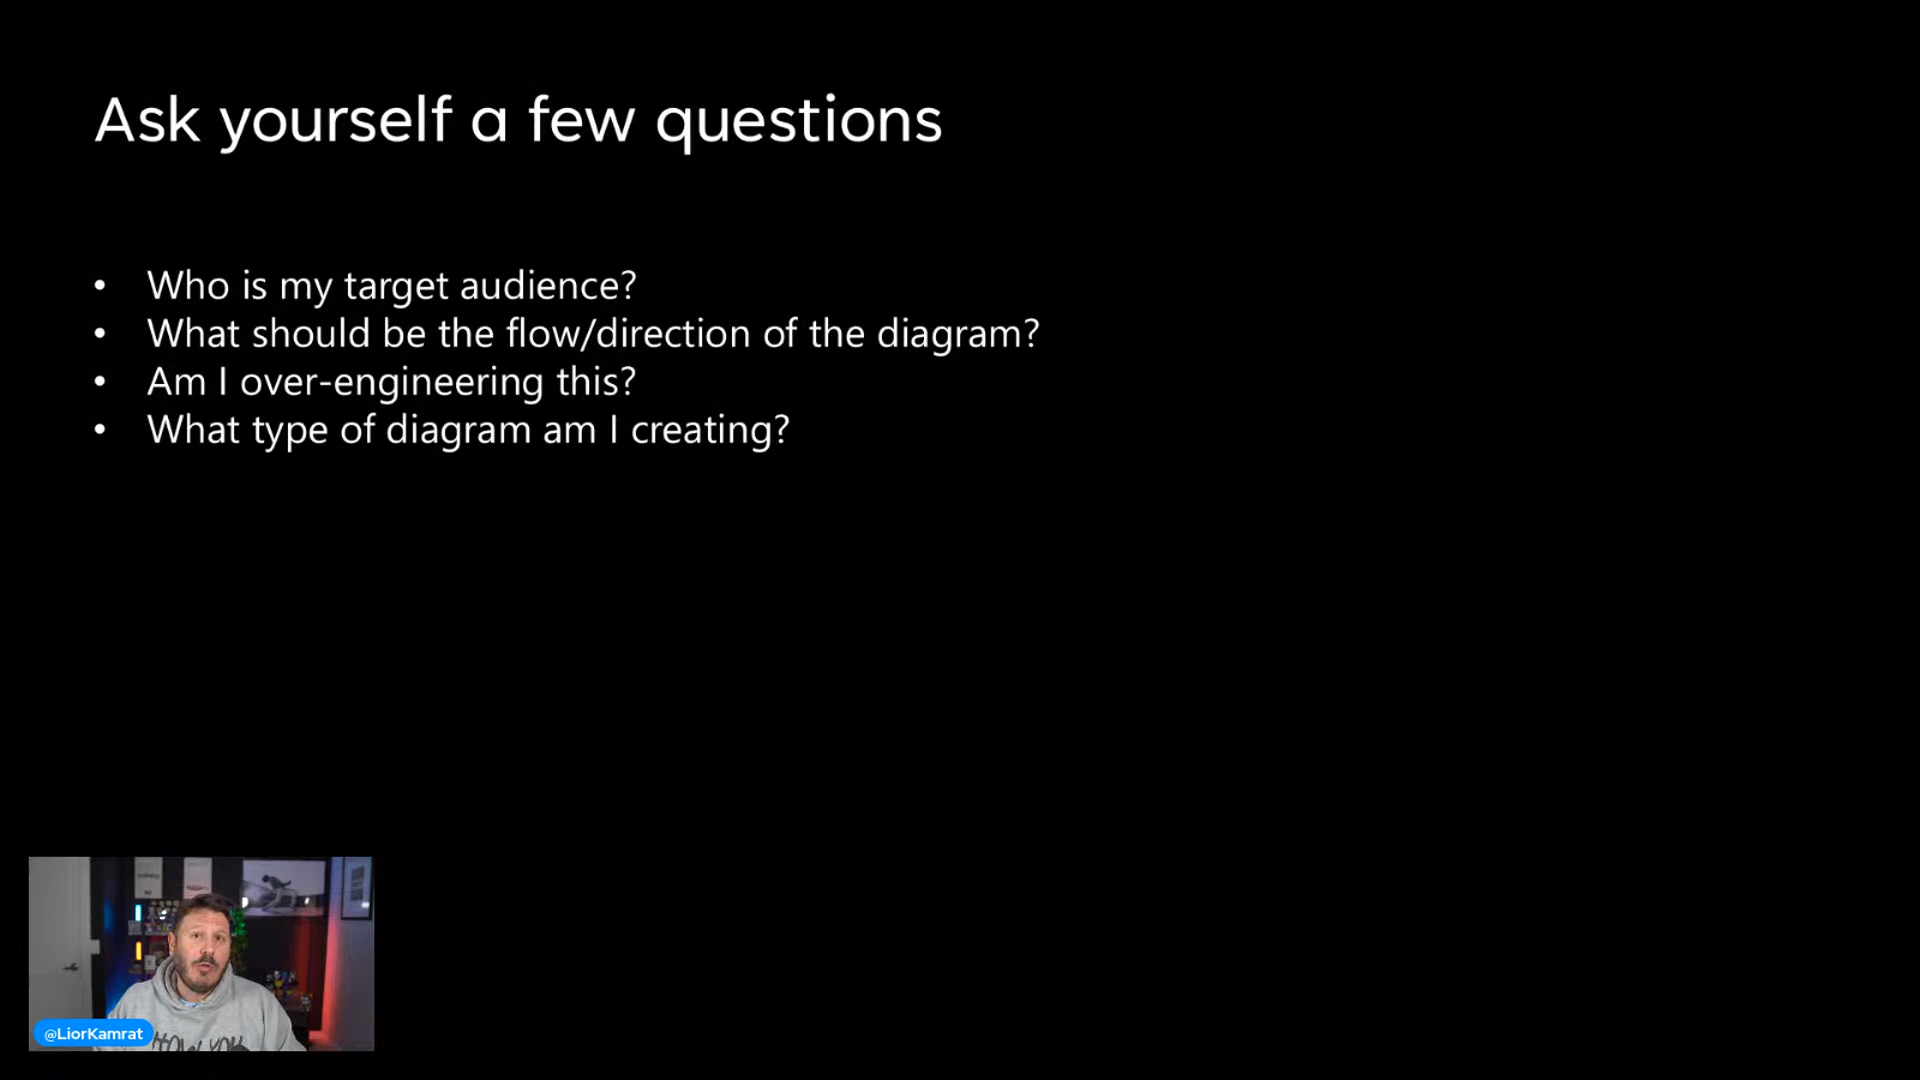 Ask yourself a few questions
• Who is my target audience?
• What should be the flow/direction of the diagram?
• Am I over-engineering this?
• What type of diagram am I creating?
@LiorKamrat